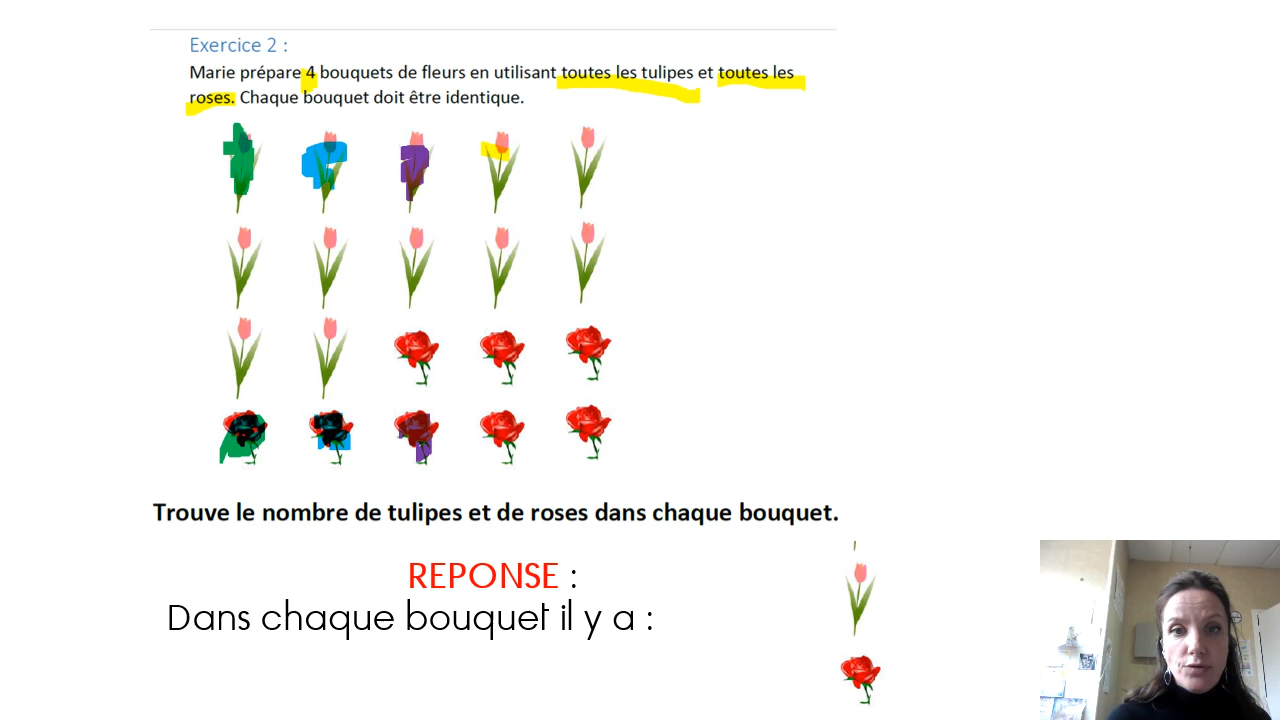 Exercice 2 :
Marie prépare 4 bouquets de fleurs en utilisant toutes les tulipes et toutes les
roses. Chaque bouquet doit être identique.
Trouve le nombre de tulipes et de roses dans chaque bouquet.
REPONSE :
Dans chaque bouquet il y a :